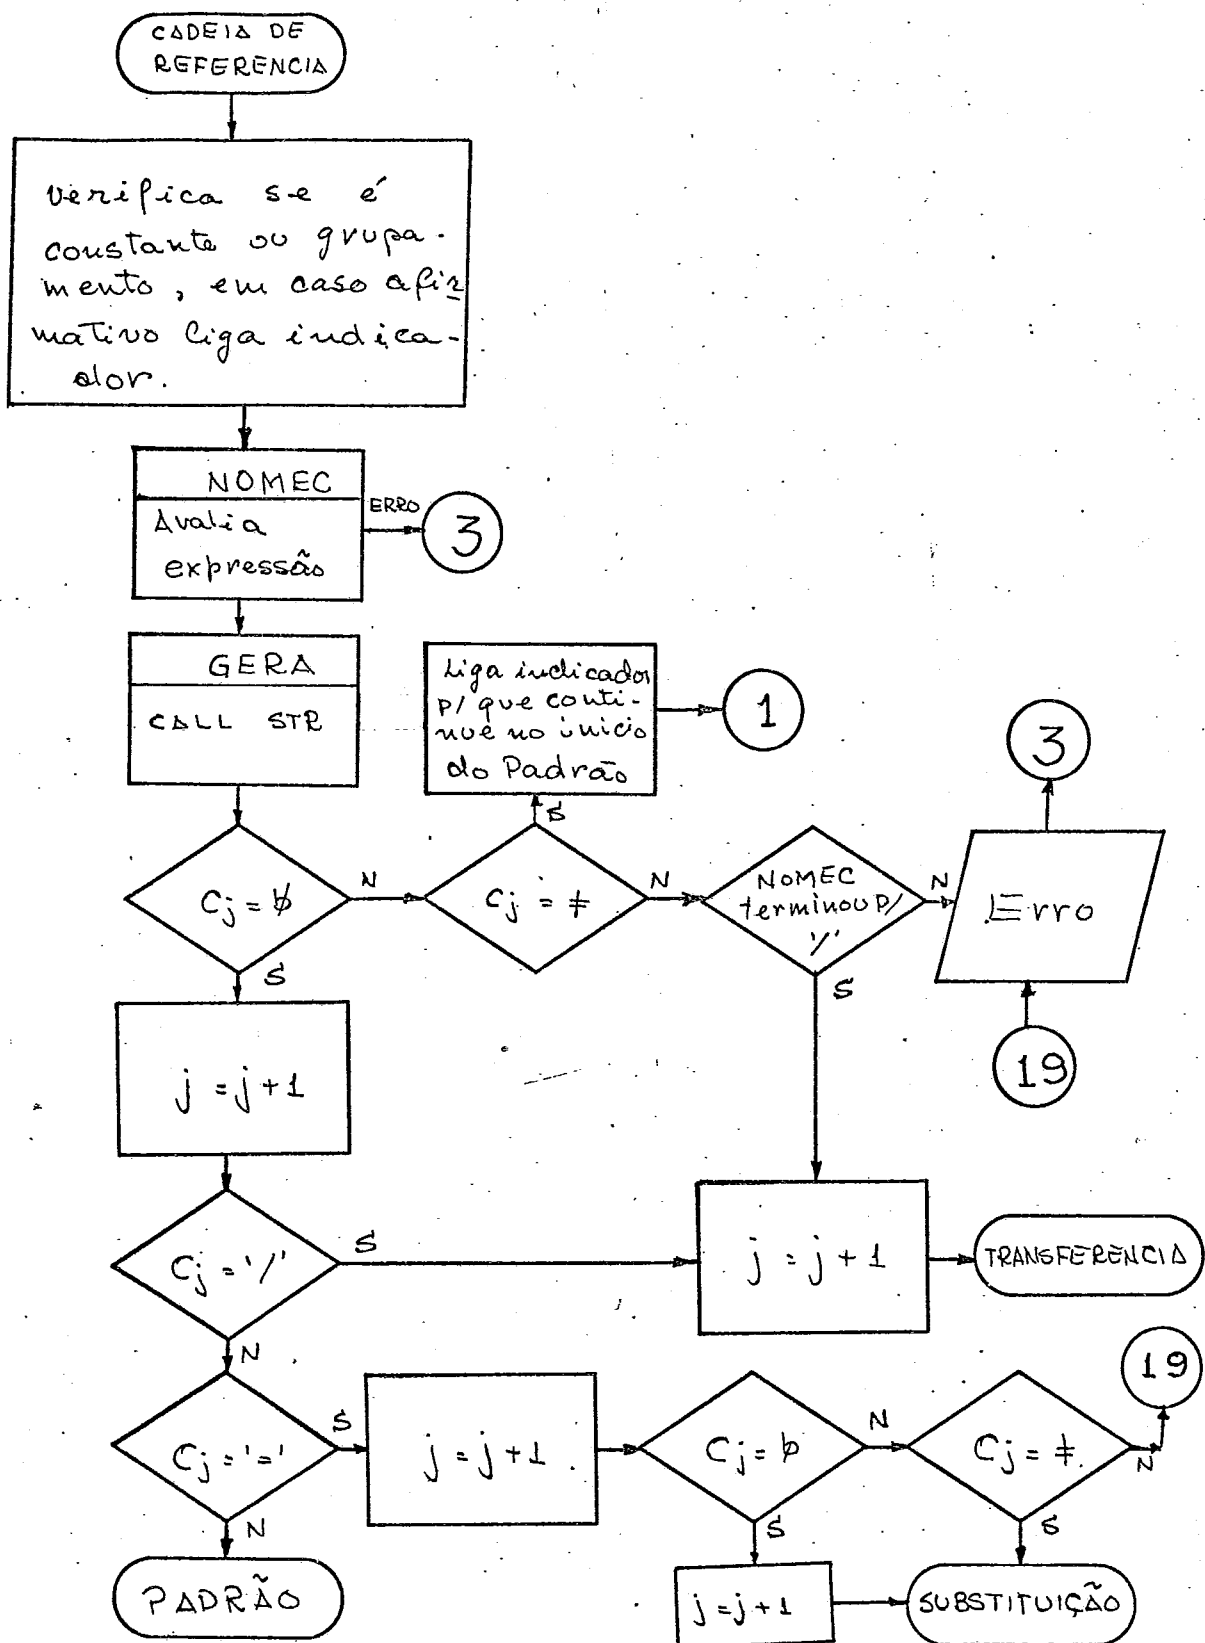 CADEIA DE
REFERENCIA
verifica se é
constante ou grupa-
mento, em caso afir
mativo liga indica-
dor.
NOMEC
Avalia
expressão
ERRO
3
GERA
CALL STR
Liga indicador
p/ que conti-
nue no início
do Padrão
1
3
Cj = ƀ
N
S
Cj = ‡
S
N
NOMEC
terminou p/
'/'
N
S
Erro
19
j = j + 1
Cj = '/'
S
N
j = j + 1
TRANSFERENCIA
Cj = '='
S
N
j = j + 1
Cj = ƀ
N
S
Cj = ‡
N
S
19
PADRÃO
j = j + 1
SUBSTITUIÇÃO